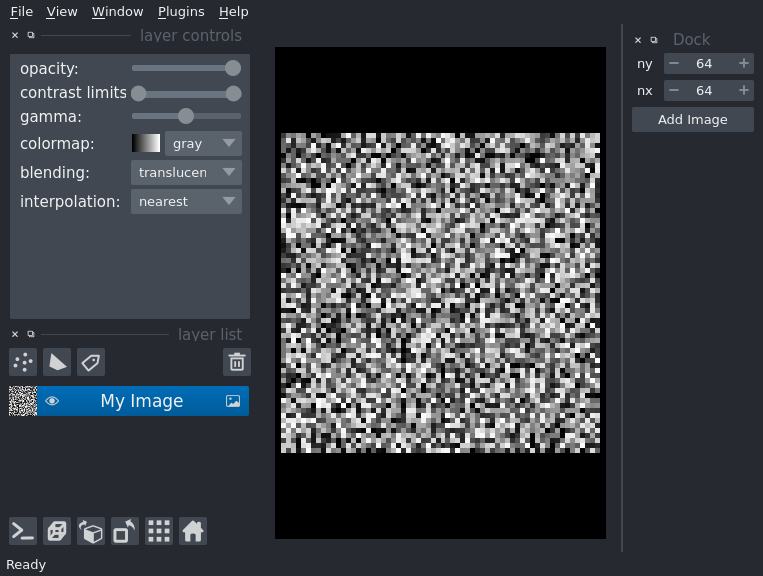 File View Window Plugins Help
layer controls
opacity:
contrast limits
gamma:
colormap: gray
blending: translucen
interpolation: nearest
layer list
My Image
Ready
Dock
ny 64
nx 64
Add Image